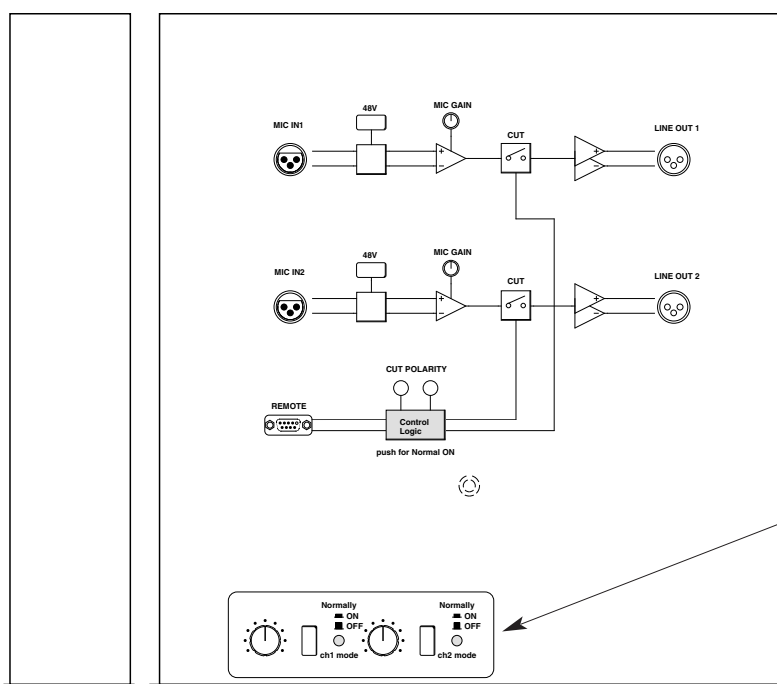 48V
MIC GAIN
MIC IN1
CUT
LINE OUT 1
+
−
+
−
48V
MIC GAIN
MIC IN2
CUT
LINE OUT 2
+
−
+
−
CUT POLARITY
REMOTE
Control
Logic
push for Normal ON
Normally
ON
OFF
ch1 mode
Normally
ON
OFF
ch2 mode